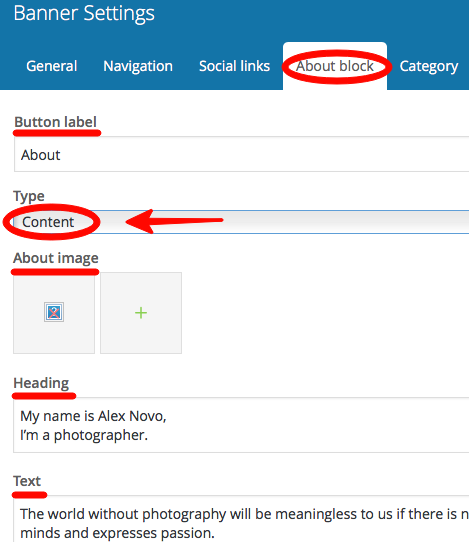 Banner Settings
General Navigation Social links About block Category
Button label
About
Type
Content
About image
+
Heading
My name is Alex Novo,
I’m a photographer.
Text
The world without photography will be meaningless to us if there is n
minds and expresses passion.